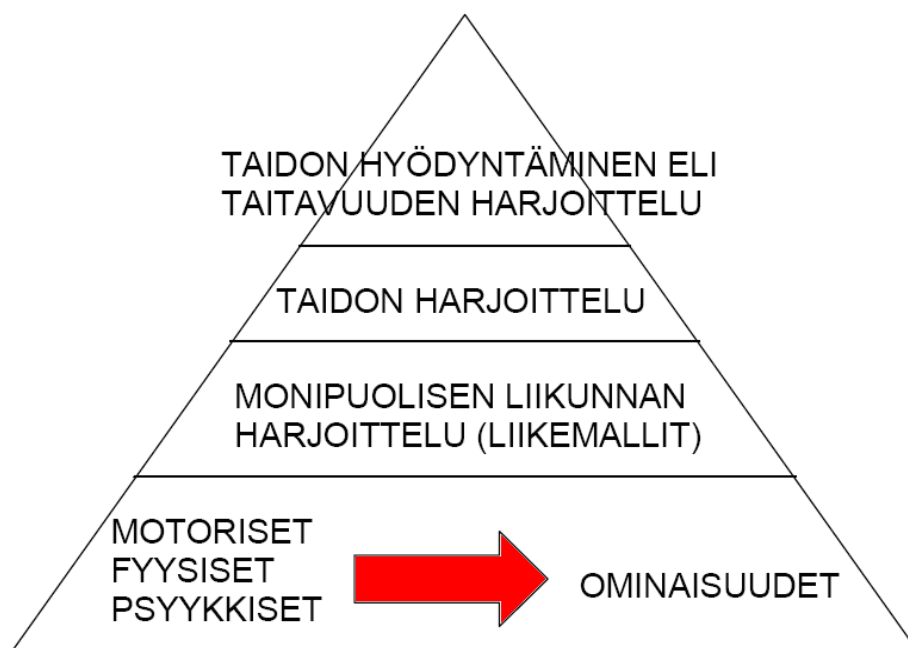 TAIDON HYÖDYNTÄMINEN ELI
TAITAVUUDEN HARJOITTELU
TAIDON HARJOITTELU
MONIPUOLISEN LIIKUNNAN
HARJOITTELU (LIIKEMALLIT)
MOTORISET
FYYSISET
PSYYKKISET
OMINAISUUDET